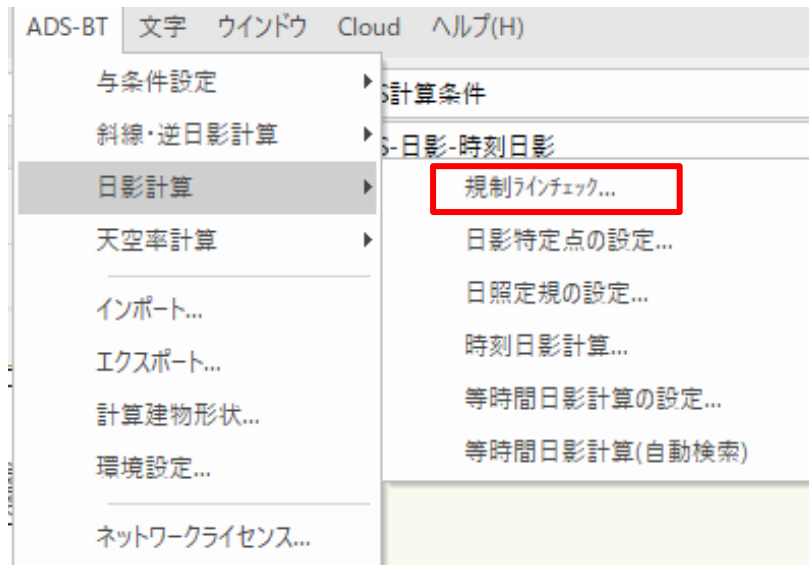 ADS-BT 文字 ウインドウ Cloud ヘルプ(H)
与条件設定
計算条件
斜線・逆日影計算
-日影-時刻日影
日影計算
規制ﾗｲﾝﾁｪｯｸ...
天空率計算
日影特定点の設定...
日照定規の設定...
インポート...
時刻日影計算...
エクスポート...
等時間日影計算の設定...
計算建物形状...
等時間日影計算(自動検索)
環境設定...
ネットワークライセンス...